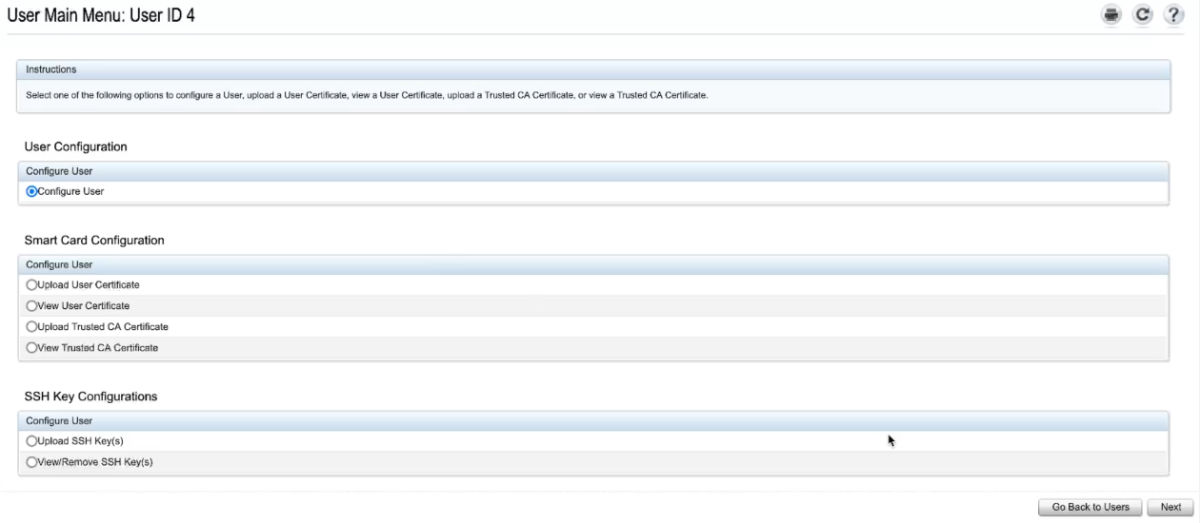 User Main Menu: User ID 4
?
Instructions
Select one of the following options to configure a User, upload a User Certificate, view a User Certificate, upload a Trusted CA Certificate, or view a Trusted CA Certificate.
User Configuration
Configure User
Configure User
Smart Card Configuration
Configure User
Upload User Certificate
View User Certificate
Upload Trusted CA Certificate
View Trusted CA Certificate
SSH Key Configurations
Configure User
Upload SSH Key(s)
View/Remove SSH Key(s)
Go Back to Users Next